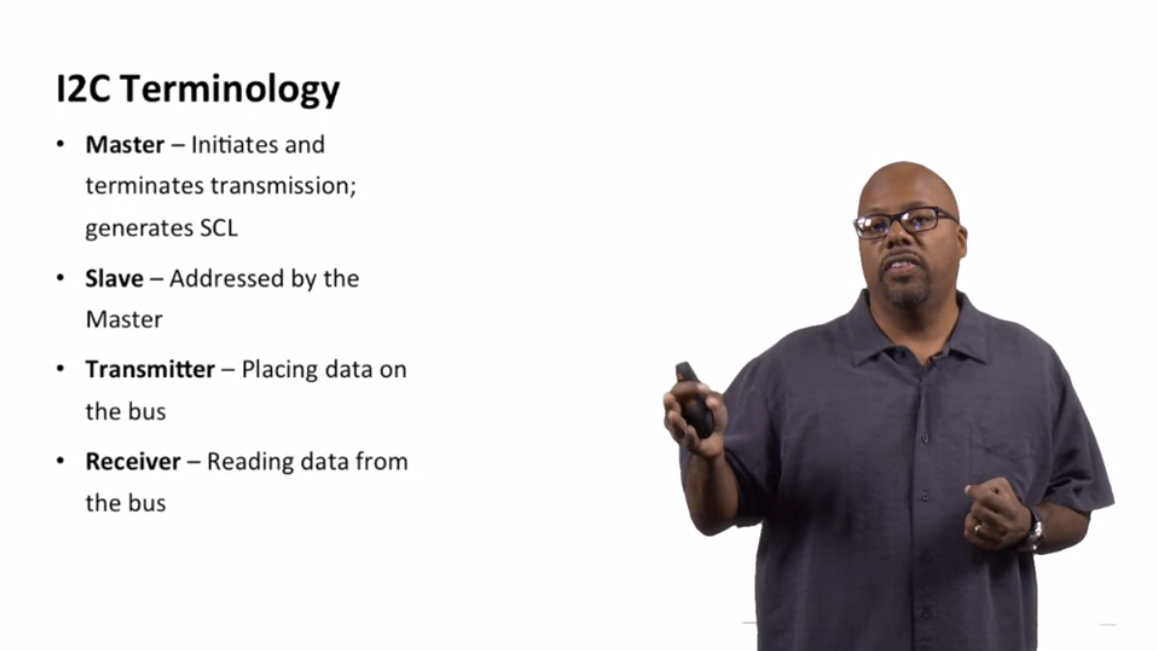 I2C Terminology
• Master – Initiates and
terminates transmission;
generates SCL
• Slave – Addressed by the
Master
• Transmitter – Placing data on
the bus
• Receiver – Reading data from
the bus